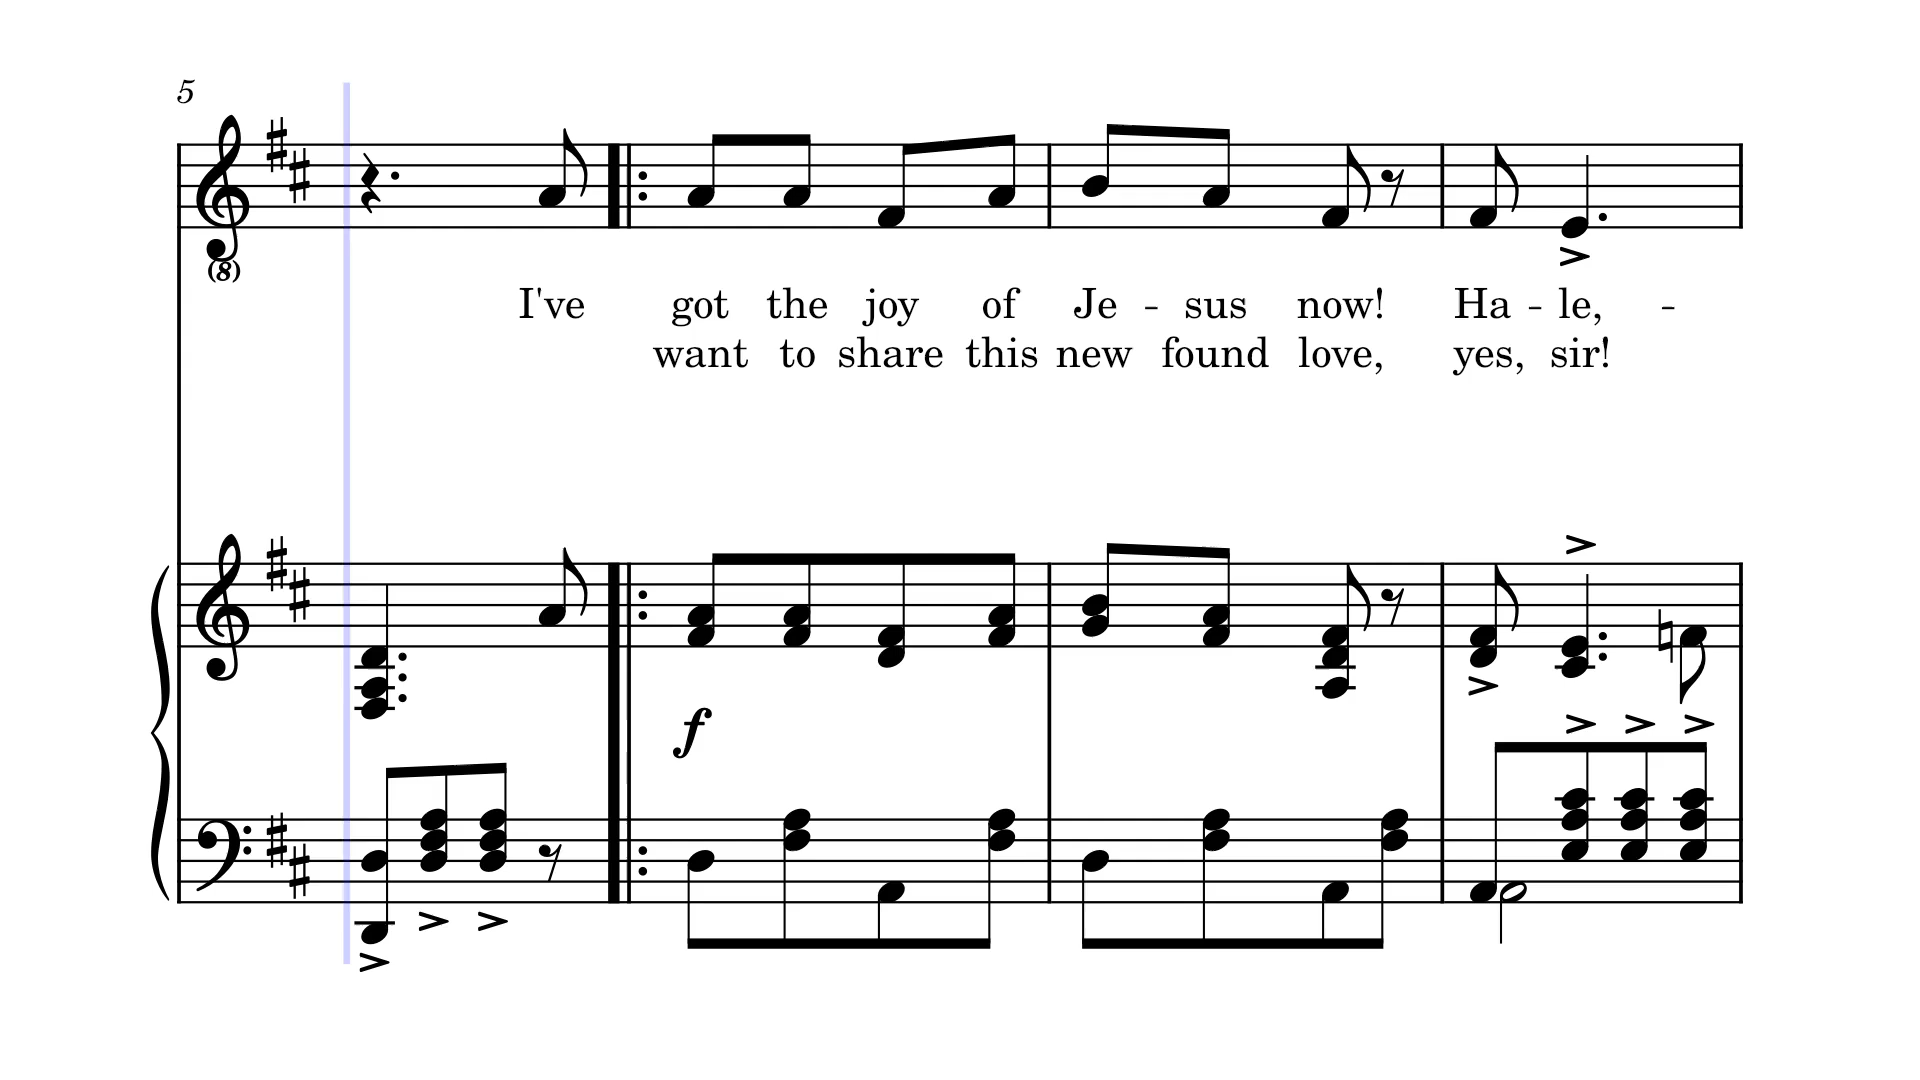 5
(8)
I've got the joy of Je - sus now! Ha - le, -
want to share this new found love, yes, sir!
f